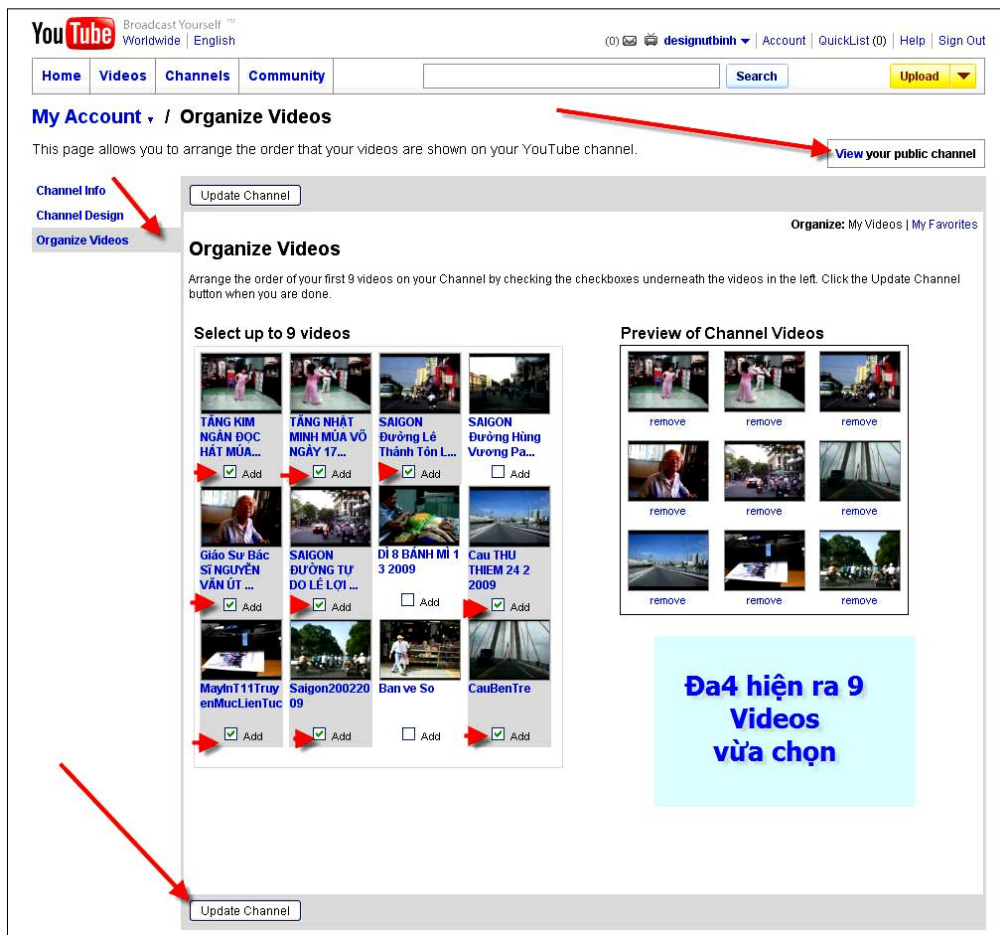 YouTube Broadcast Yourself ™
Worldwide | English
(0) designutbinh | Account | QuickList (0) | Help | Sign Out
Home Videos Channels Community Search Upload
My Account / Organize Videos
This page allows you to arrange the order that your videos are shown on your YouTube channel.
View your public channel
Channel Info
Channel Design
Organize Videos
Update Channel
Organize: My Videos | My Favorites
Organize Videos
Arrange the order of your first 9 videos on your Channel by checking the checkboxes underneath the videos in the left. Click the Update Channel
button when you are done.
Select up to 9 videos
TĂNG KIM
NGÂN ĐỌC
HÁT MÚA...
Add
TĂNG NHẬT
MINH MÚA VÕ
NGÀY 17...
Add
SAIGON
Đường Lê
Thánh Tôn L...
Add
SAIGON
Đường Hùng
Vương Pa...
Add
Giáo Sư Bác
Sĩ NGUYỄN
VĂN ÚT ...
Add
SAIGON
ĐƯỜNG TỰ
DO LÊ LỢI ...
Add
DÌ 8 BÁNH MÌ 1
3 2009
Add
Cau THU
THIEM 24 2
2009
Add
MayInT11Truy
enMucLienTuc
Add
Saigon200220
09
Add
Ban ve So
Add
CauBenTre
Add
Preview of Channel Videos
remove remove remove
remove remove remove
remove remove remove
Đa4 hiện ra 9
Videos
vừa chọn
Update Channel